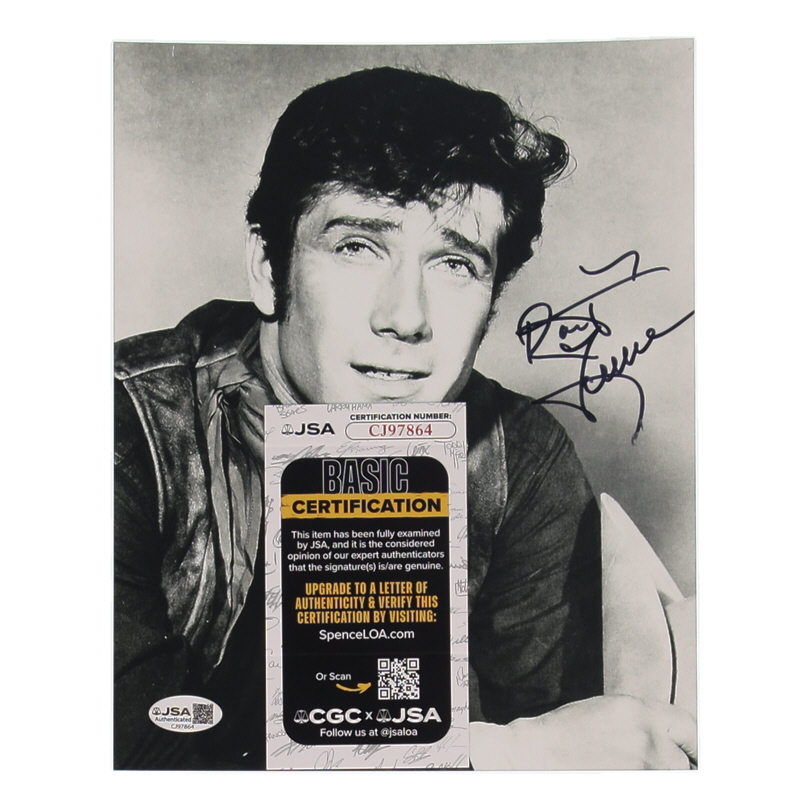 JSA
CERTIFICATION NUMBER:
CJ97864
BASIC
CERTIFICATION
This item has been fully examined
by JSA, and it is the considered
opinion of our expert authenticators
that the signature(s) is/are genuine.
UPGRADE TO A LETTER OF
AUTHENTICITY & VERIFY THIS
CERTIFICATION BY VISITING:
SpenceLOA.com
Or Scan
CGC x JSA
Follow us at @jsaloa
JSA
Authenticated
CJ97864